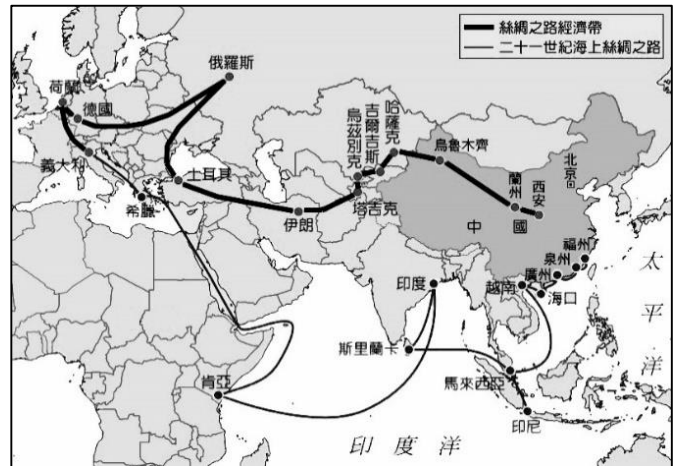 絲綢之路經濟帶
二十一世紀海上絲綢之路
俄羅斯
荷蘭
德國
義大利
土耳其
希臘
伊朗
烏茲別克
吉爾吉斯
哈薩克
塔吉克
烏魯木齊
蘭州
西安
北京
中國
福州
泉州
廣州
海口
越南
印度
斯里蘭卡
馬來西亞
印尼
肯亞
印度洋
太平洋